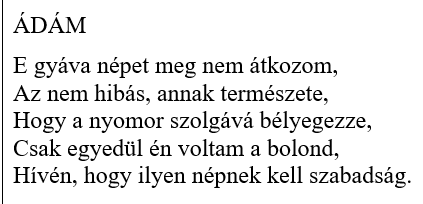 ÁDÁM
E gyáva népet meg nem átkozom,
Az nem hibás, annak természete,
Hogy a nyomor szolgává bélyegezze,
Csak egyedül én voltam a bolond,
Hívén, hogy ilyen népnek kell szabadság.